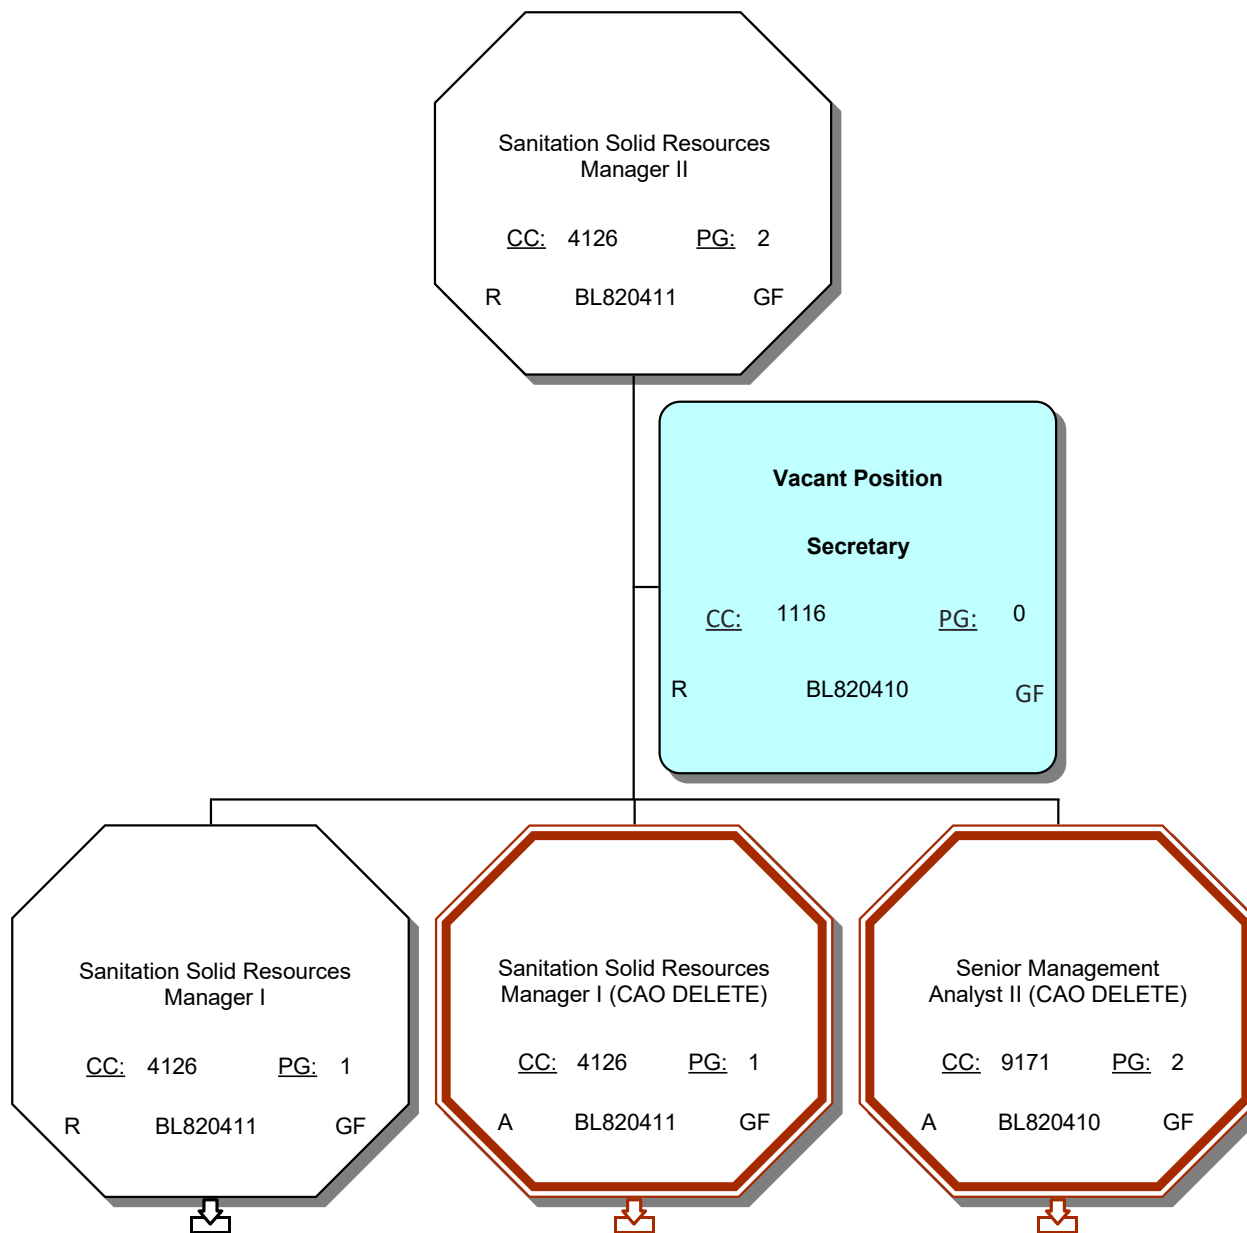 Sanitation Solid Resources
Manager II
CC: 4126 PG: 2
R BL820411 GF
Vacant Position
Secretary
CC: 1116 PG: 0
R BL820410 GF
Sanitation Solid Resources
Manager I
CC: 4126 PG: 1
R BL820411 GF
Sanitation Solid Resources
Manager I (CAO DELETE)
CC: 4126 PG: 1
A BL820411 GF
Senior Management
Analyst II (CAO DELETE)
CC: 9171 PG: 2
A BL820410 GF